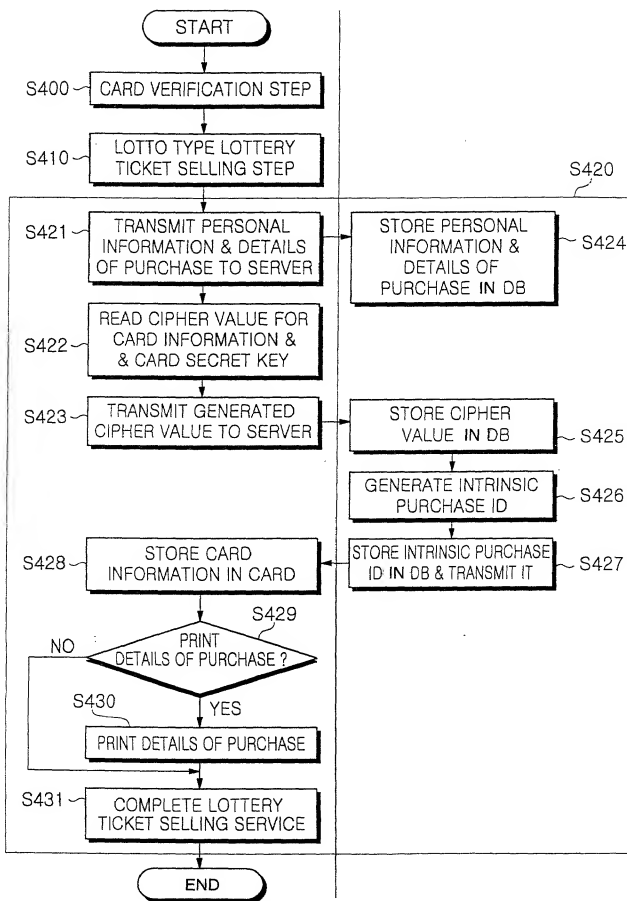 START
S400
CARD VERIFICATION STEP
S410
LOTTO TYPE LOTTERY
TICKET SELLING STEP
S420
S421
TRANSMIT PERSONAL
INFORMATION & DETAILS
OF PURCHASE TO SERVER
STORE PERSONAL
INFORMATION &
DETAILS OF
PURCHASE IN DB
S424
S422
READ CIPHER VALUE FOR
CARD INFORMATION &
& CARD SECRET KEY
S423
TRANSMIT GENERATED
CIPHER VALUE TO SERVER
STORE CIPHER
VALUE IN DB
S425
GENERATE INTRINSIC
PURCHASE ID
S426
S428
STORE CARD
INFORMATION IN CARD
STORE INTRINSIC PURCHASE
ID IN DB & TRANSMIT IT
S427
S429
PRINT
DETAILS OF PURCHASE ?
NO
YES
S430
PRINT DETAILS OF PURCHASE
S431
COMPLETE LOTTERY
TICKET SELLING SERVICE
END